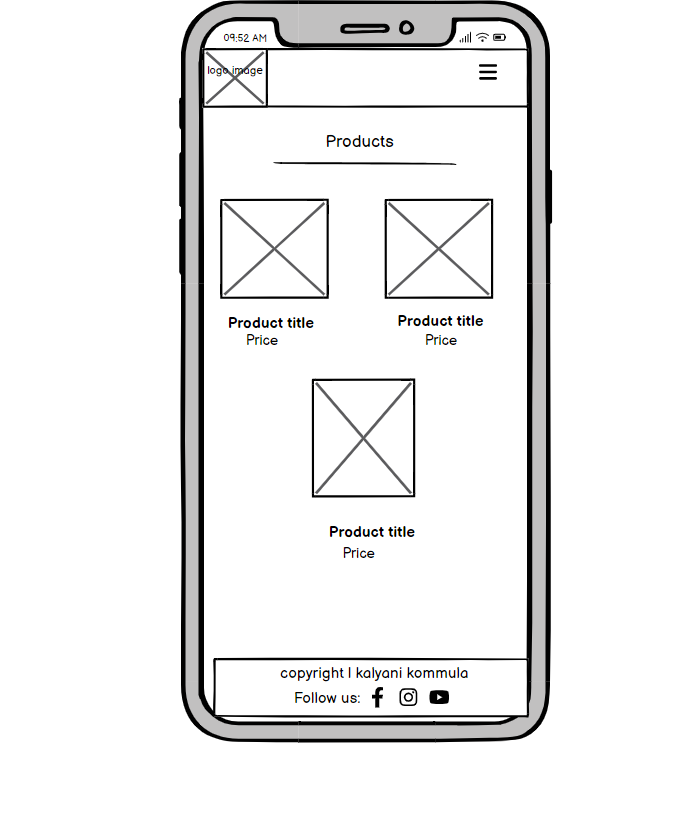 09:52 AM
logo image
Products
Product title
Price
Product title
Price
Product title
Price
copyright | kalyani kommula
Follow us: